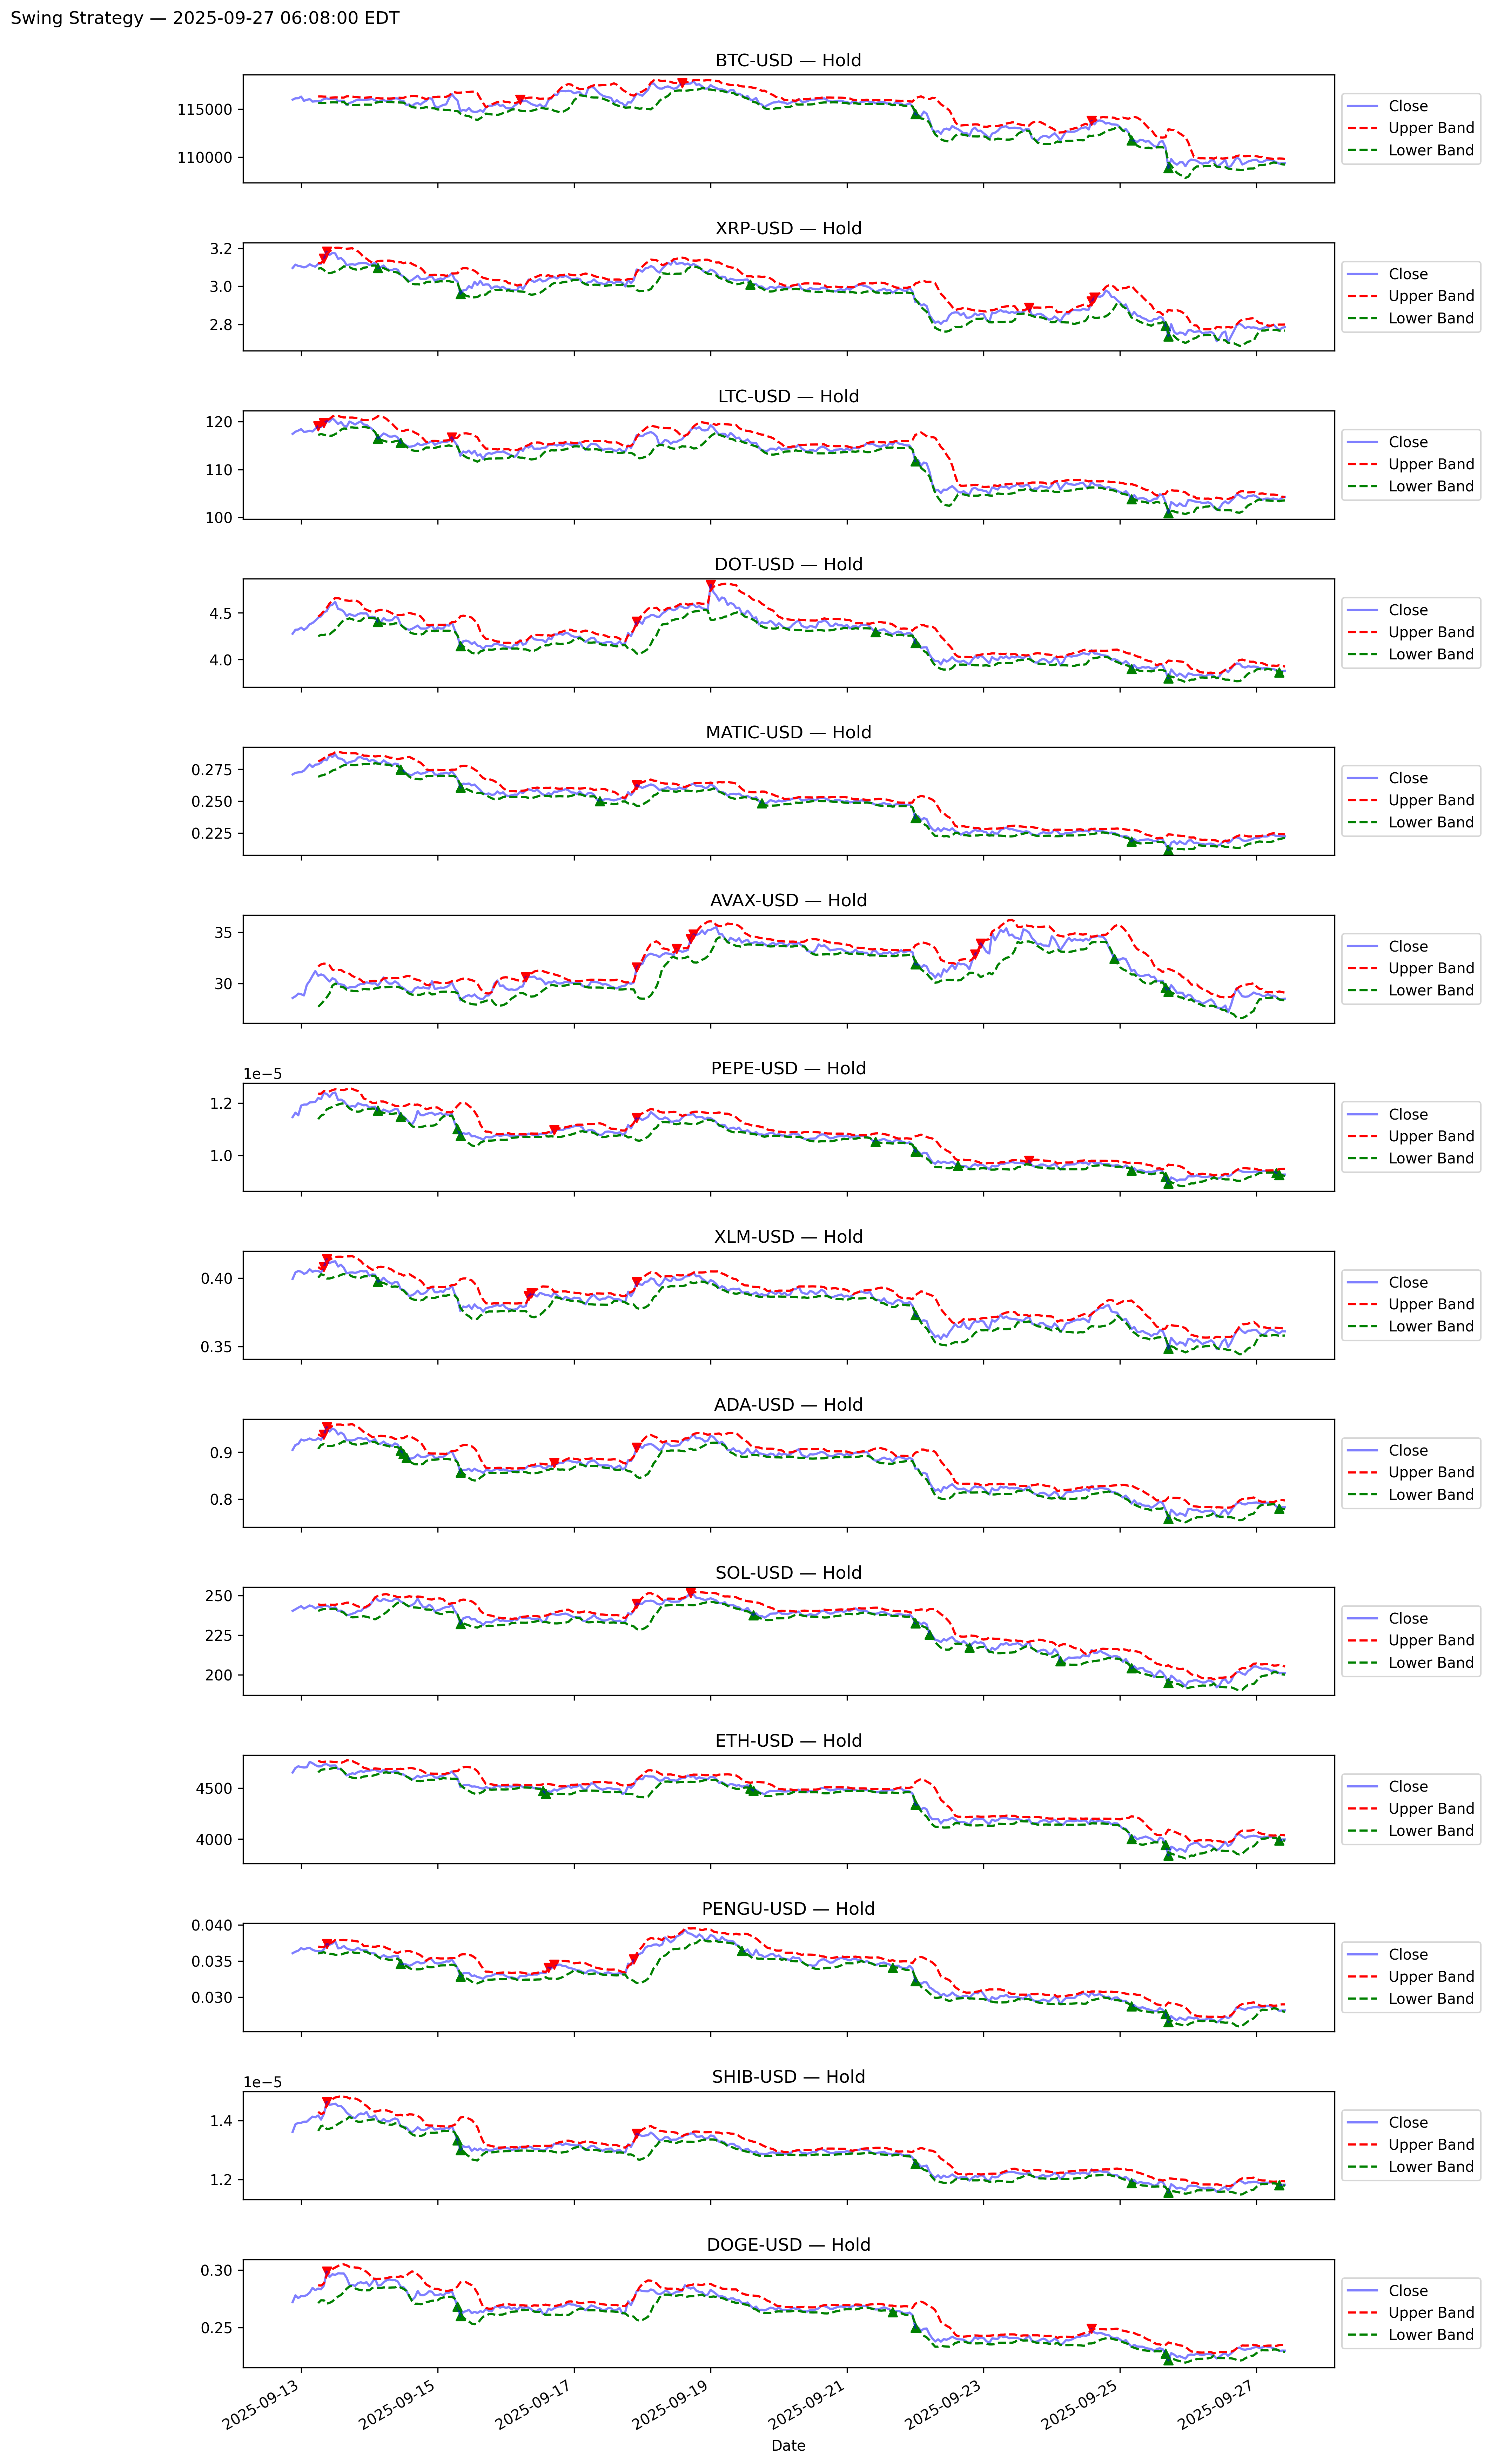 Swing Strategy — 2025-09-27 06:08:00 EDT
BTC-USD — Hold
115000
110000
Close
Upper Band
Lower Band
XRP-USD — Hold
3.2
3.0
2.8
Close
Upper Band
Lower Band
LTC-USD — Hold
120
110
100
Close
Upper Band
Lower Band
DOT-USD — Hold
4.5
4.0
Close
Upper Band
Lower Band
MATIC-USD — Hold
0.275
0.250
0.225
Close
Upper Band
Lower Band
AVAX-USD — Hold
35
30
Close
Upper Band
Lower Band
PEPE-USD — Hold
1e−5
1.2
1.0
Close
Upper Band
Lower Band
XLM-USD — Hold
0.40
0.35
Close
Upper Band
Lower Band
ADA-USD — Hold
0.9
0.8
Close
Upper Band
Lower Band
SOL-USD — Hold
250
225
200
Close
Upper Band
Lower Band
ETH-USD — Hold
4500
4000
Close
Upper Band
Lower Band
PENGU-USD — Hold
0.040
0.035
0.030
Close
Upper Band
Lower Band
SHIB-USD — Hold
1e−5
1.4
1.2
Close
Upper Band
Lower Band
DOGE-USD — Hold
0.30
0.25
Close
Upper Band
Lower Band
2025-09-13
2025-09-15
2025-09-17
2025-09-19
2025-09-21
2025-09-23
2025-09-25
2025-09-27
Date